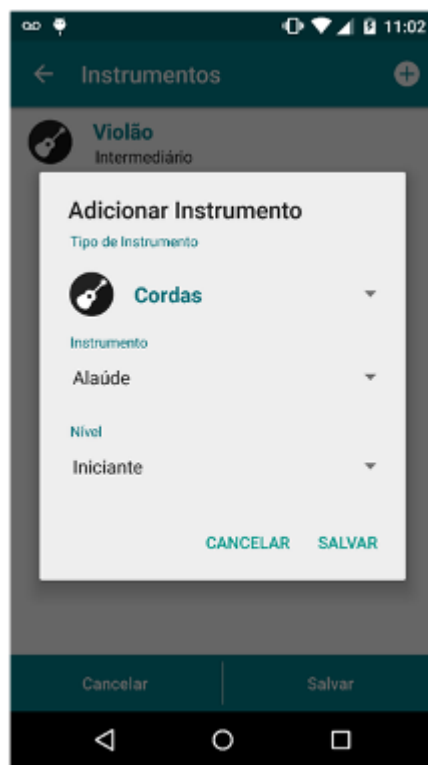 11:02
Instrumentos
Violão
Intermediário
Adicionar Instrumento
Tipo de Instrumento
Cordas
Instrumento
Alaúde
Nível
Iniciante
CANCELAR SALVAR
Cancelar Salvar